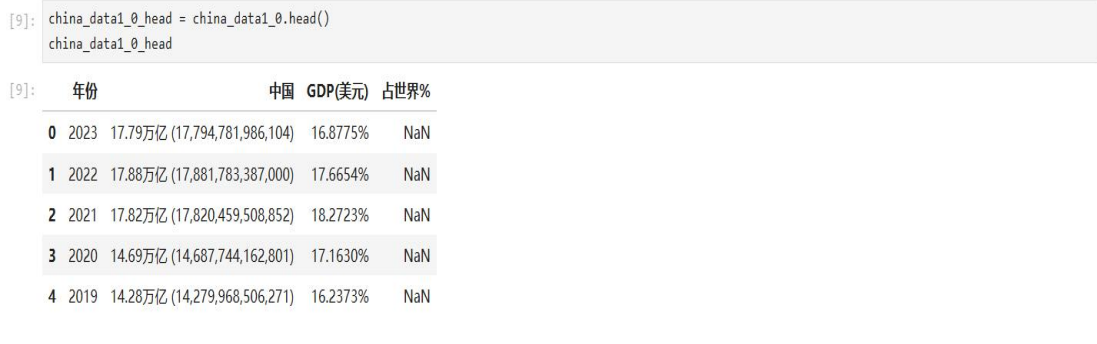 [9]: china_data1_0_head = china_data1_0.head()
china_data1_0_head
[9]: 年份 中国 GDP(美元) 占世界%
0 2023 17.79万亿 (17,794,781,986,104) 16.8775% NaN
1 2022 17.88万亿 (17,881,783,387,000) 17.6654% NaN
2 2021 17.82万亿 (17,820,459,508,852) 18.2723% NaN
3 2020 14.69万亿 (14,687,744,162,801) 17.1630% NaN
4 2019 14.28万亿 (14,279,968,506,271) 16.2373% NaN